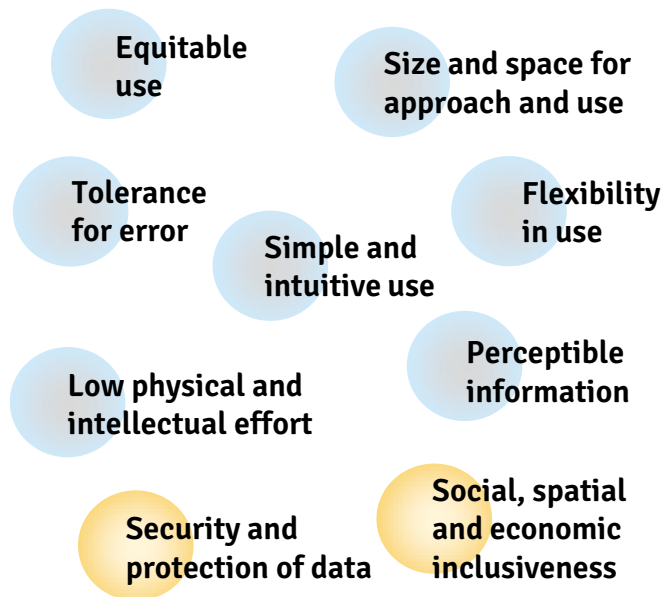 Equitable
use
Size and space for
approach and use
Tolerance
for error
Flexibility
in use
Simple and
intuitive use
Perceptible
information
Low physical and
intellectual effort
Social, spatial
and economic
inclusiveness
Security and
protection of data